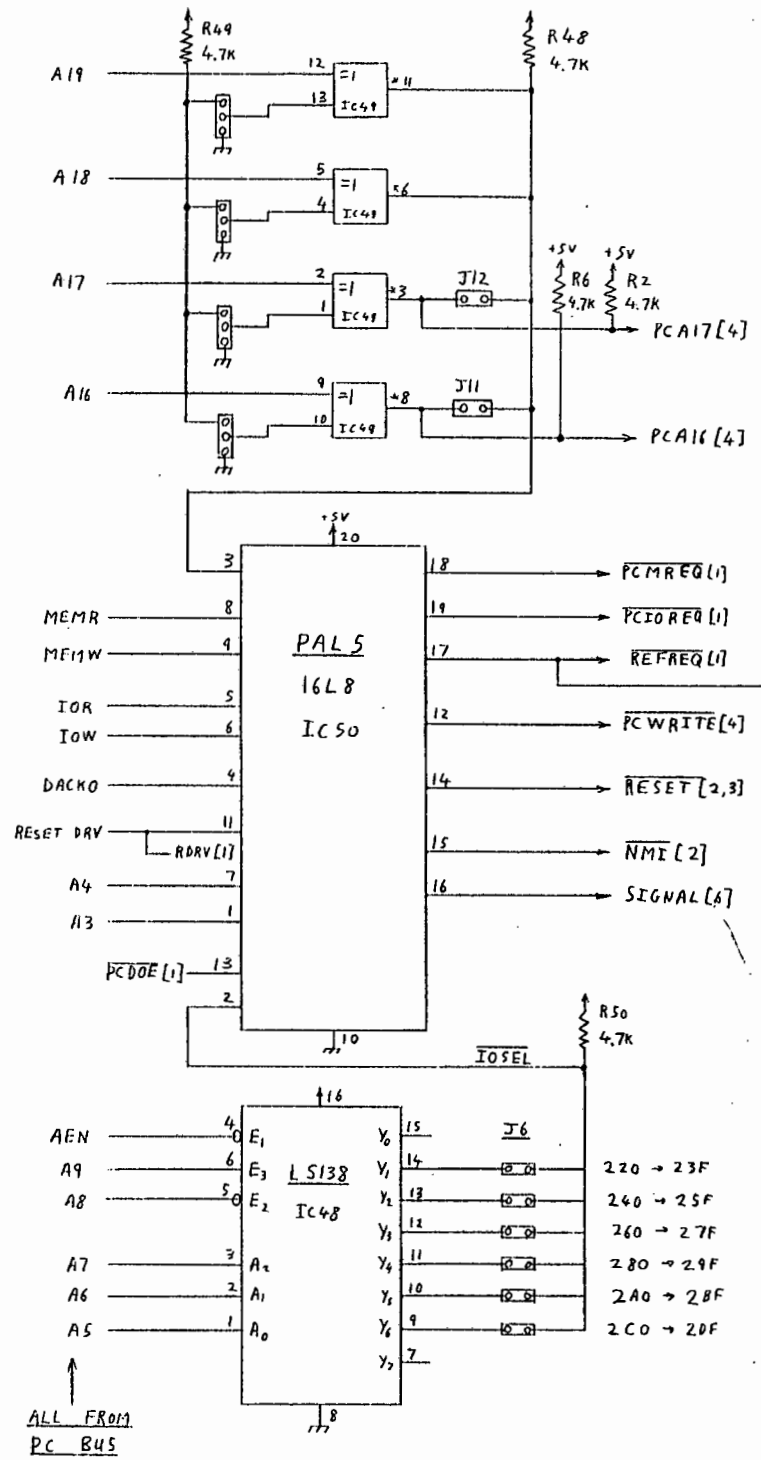 R49
4.7K
R48
4.7K
A19
12
13
=1
IC49
*11
A18
5
4
=1
IC49
*6
A17
2
1
=1
IC49
*3
J12
+5V
R6
4.7K
+5V
R2
4.7K
PCA17[4]
A16
9
10
=1
IC49
*8
J11
PCA16[4]
+5V
20
3
18
PCMREQ[1]
MEMR
8
19
PCIOREQ[1]
MEMW
9
PAL5
17
REFREQ[1]
16L8
IOR
5
IC50
12
PCWRITE[4]
IOW
6
DACK0
4
14
RESET[2,3]
RESET DRV
11
RDRV[1]
15
NMI[2]
A4
7
16
SIGNAL[6]
A3
1
PCDOE[1]
13
2
10
IOSEL
R50
4.7K
16
AEN
4
E1
Y0
15
J6
A9
6
E3
LS138
Y1
14
220 → 23F
A8
5
E2
IC48
Y2
13
240 → 25F
Y3
12
260 → 27F
A7
3
A2
Y4
11
280 → 29F
A6
2
A1
Y5
10
2A0 → 2BF
A5
1
A0
Y6
9
2C0 → 2DF
Y7
7
8
ALL FROM
PC BUS